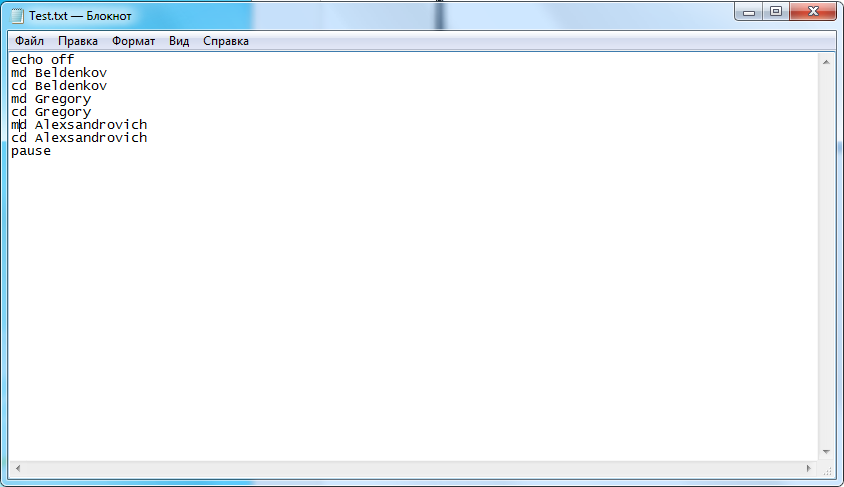 Test.txt — Блокнот
Файл Правка Формат Вид Справка
echo off
md Beldenkov
cd Beldenkov
md Gregory
cd Gregory
md Alexsandrovich
cd Alexsandrovich
pause